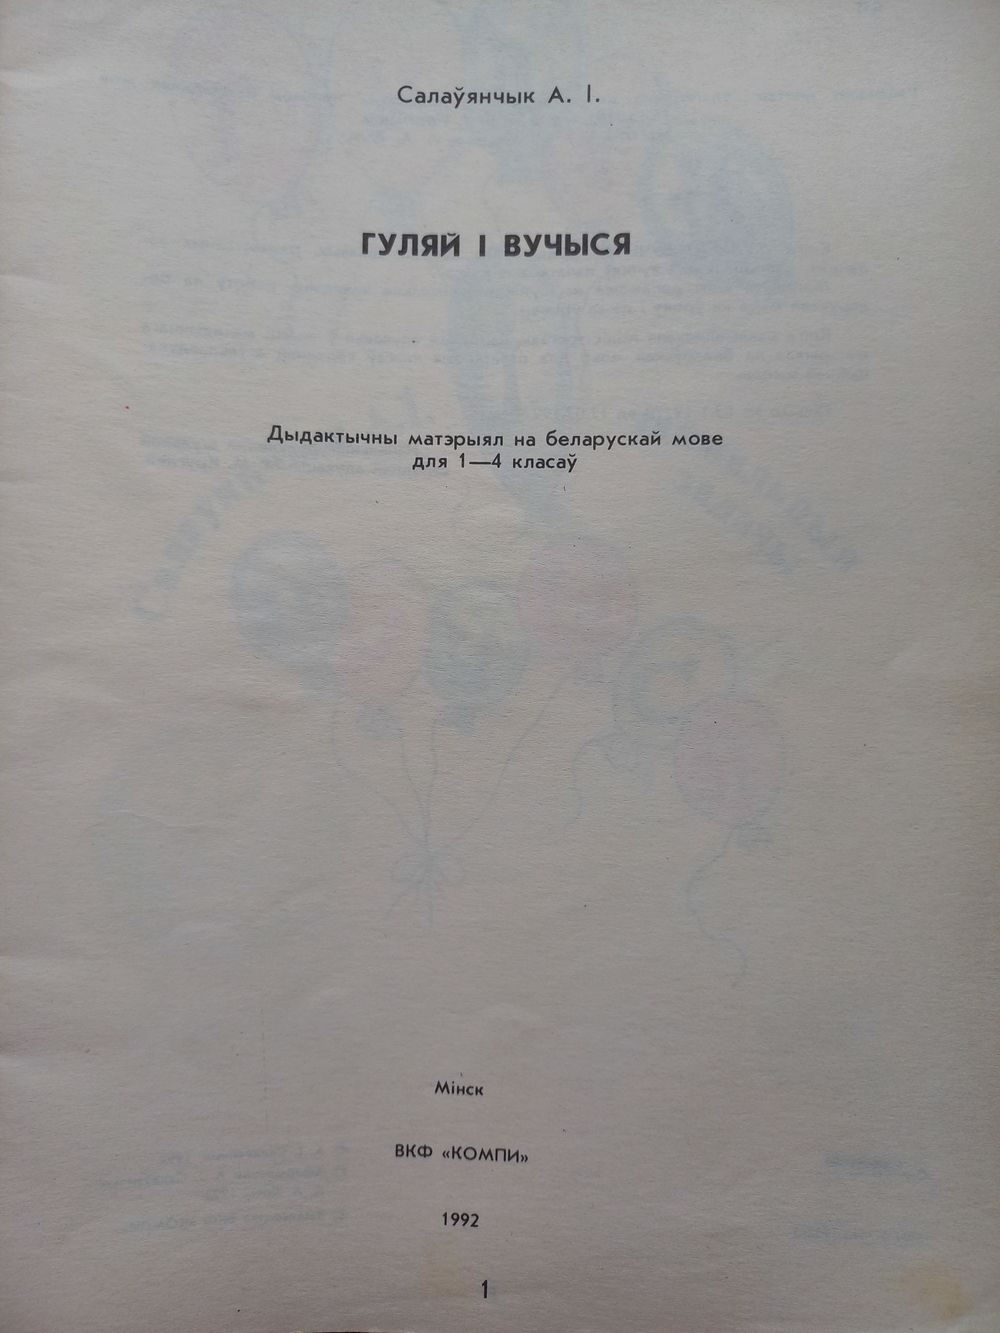 Салаўянчык А. І.
ГУЛЯЙ І ВУЧЫСЯ
Дыдактычны матэрыял на беларускай мове
для 1—4 класаў
Мінск
ВКФ «КОМПИ»
1992
1